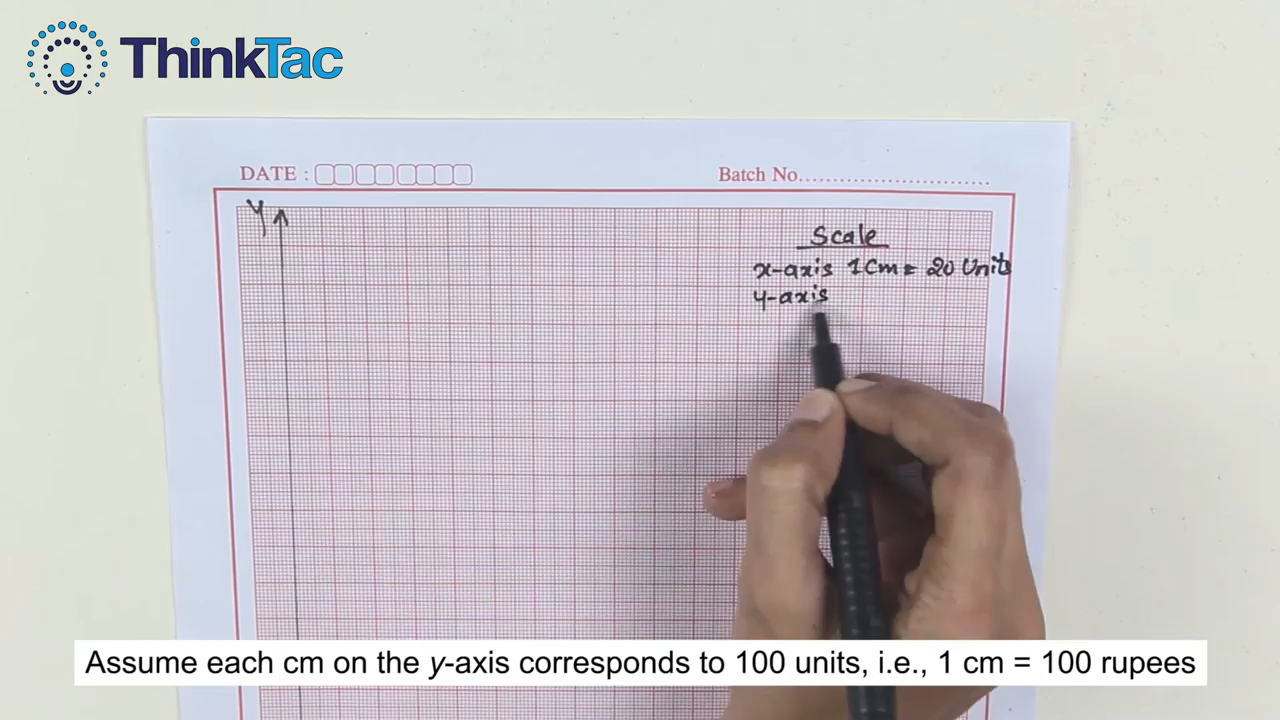 ThinkTac
DATE :
Batch No..............................
Y
Scale
x-axis 1Cm = 20 Units
y-axis
Assume each cm on the y-axis corresponds to 100 units, i.e., 1 cm = 100 rupees